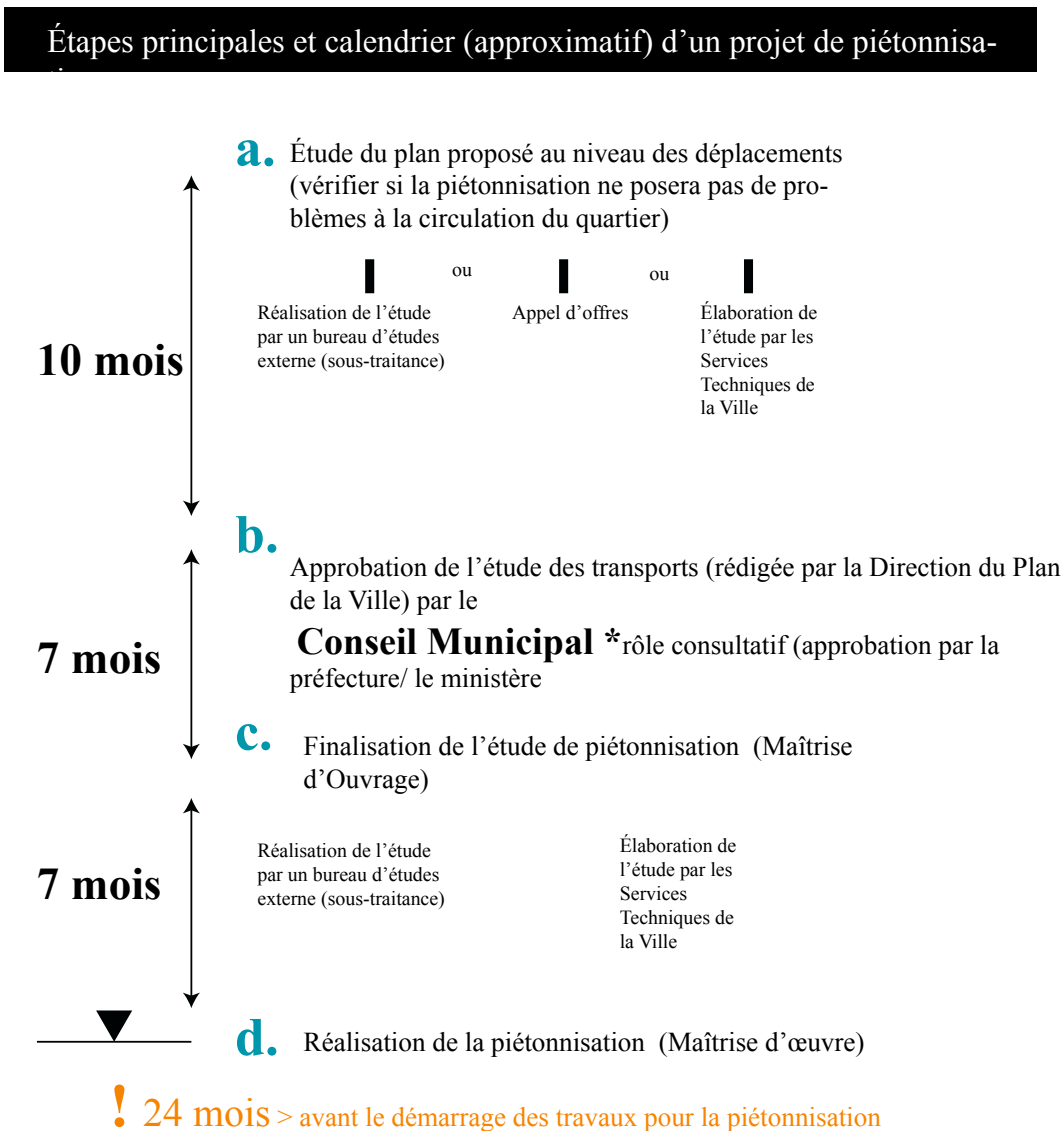 Étapes principales et calendrier (approximatif) d’un projet de piétonnisa-
a. Étude du plan proposé au niveau des déplacements
(vérifier si la piétonnisation ne posera pas de pro-
blèmes à la circulation du quartier)
ou
ou
Réalisation de l’étude
par un bureau d’études
externe (sous-traitance)
Appel d’offres
Élaboration de
l’étude par les
Services
Techniques de
la Ville
10 mois
b.
Approbation de l’étude des transports (rédigée par la Direction du Plan
de la Ville) par le
Conseil Municipal *rôle consultatif (approbation par la
préfecture/ le ministère
7 mois
c. Finalisation de l’étude de piétonnisation (Maîtrise
d’Ouvrage)
Réalisation de l’étude
par un bureau d’études
externe (sous-traitance)
Élaboration de
l’étude par les
Services
Techniques de
la Ville
7 mois
d. Réalisation de la piétonnisation (Maîtrise d’œuvre)
! 24 mois > avant le démarrage des travaux pour la piétonnisation